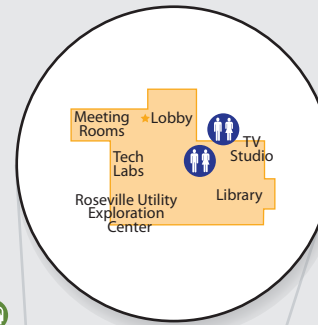 Meeting
Rooms
Lobby
TV
Studio
Tech
Labs
Library
Roseville Utility
Exploration
Center